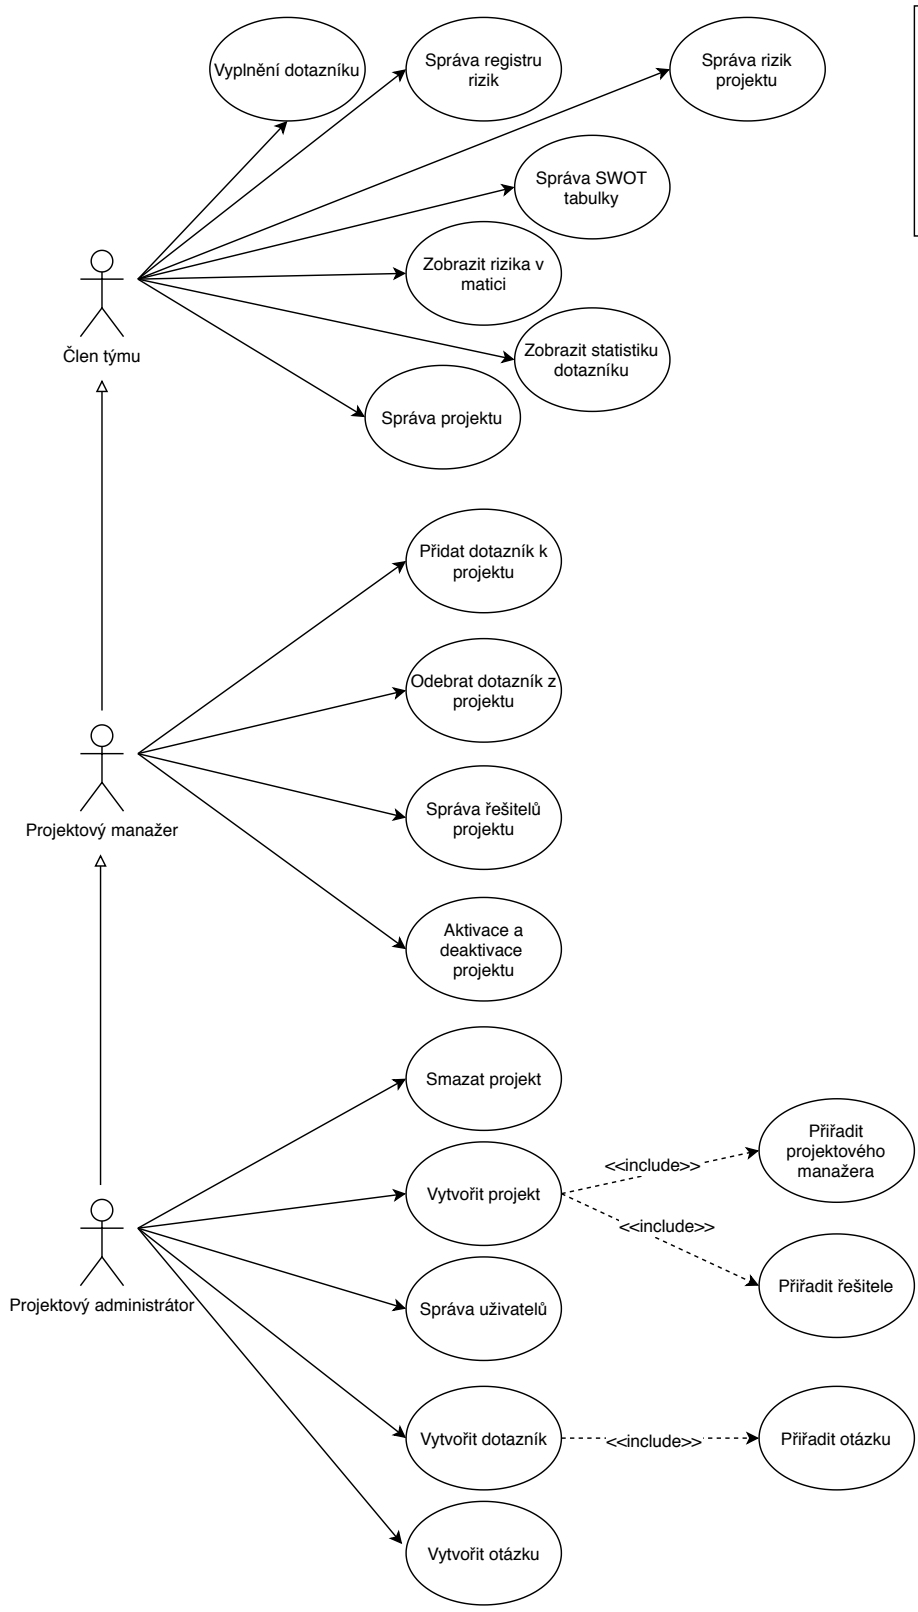 Vyplnění dotazníku
Správa registru
rizik
Správa rizik
projektu
Správa SWOT
tabulky
Zobrazit rizika v
matici
Člen týmu
Zobrazit statistiku
dotazníku
Správa projektu
Přidat dotazník k
projektu
Odebrat dotazník z
projektu
Projektový manažer
Správa řešitelů
projektu
Aktivace a
deaktivace
projektu
Smazat projekt
Přiřadit
projektového
manažera
<<include>>
Vytvořit projekt
<<include>>
Přiřadit řešitele
Projektový administrátor
Správa uživatelů
Vytvořit dotazník
<<include>>
Přiřadit otázku
Vytvořit otázku